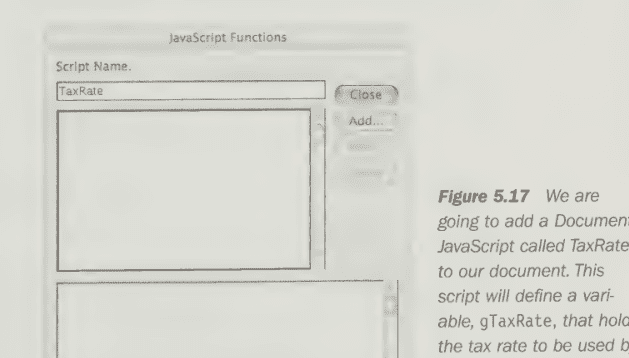 JavaScript Functions
Script Name.
TaxRate
Close
Add...
Figure 5.17 We are
going to add a Document
JavaScript called TaxRate
to our document. This
script will define a vari-
able, gTaxRate, that hold
the tax rate to be used b